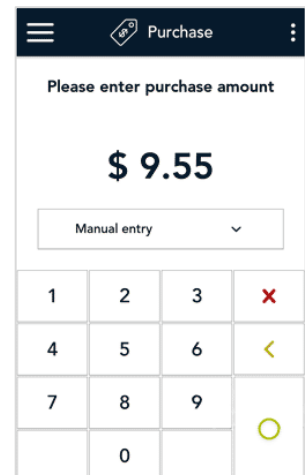 Purchase
Please enter purchase amount
$ 9.55
Manual entry
1 2 3
4 5 6
7 8 9
0